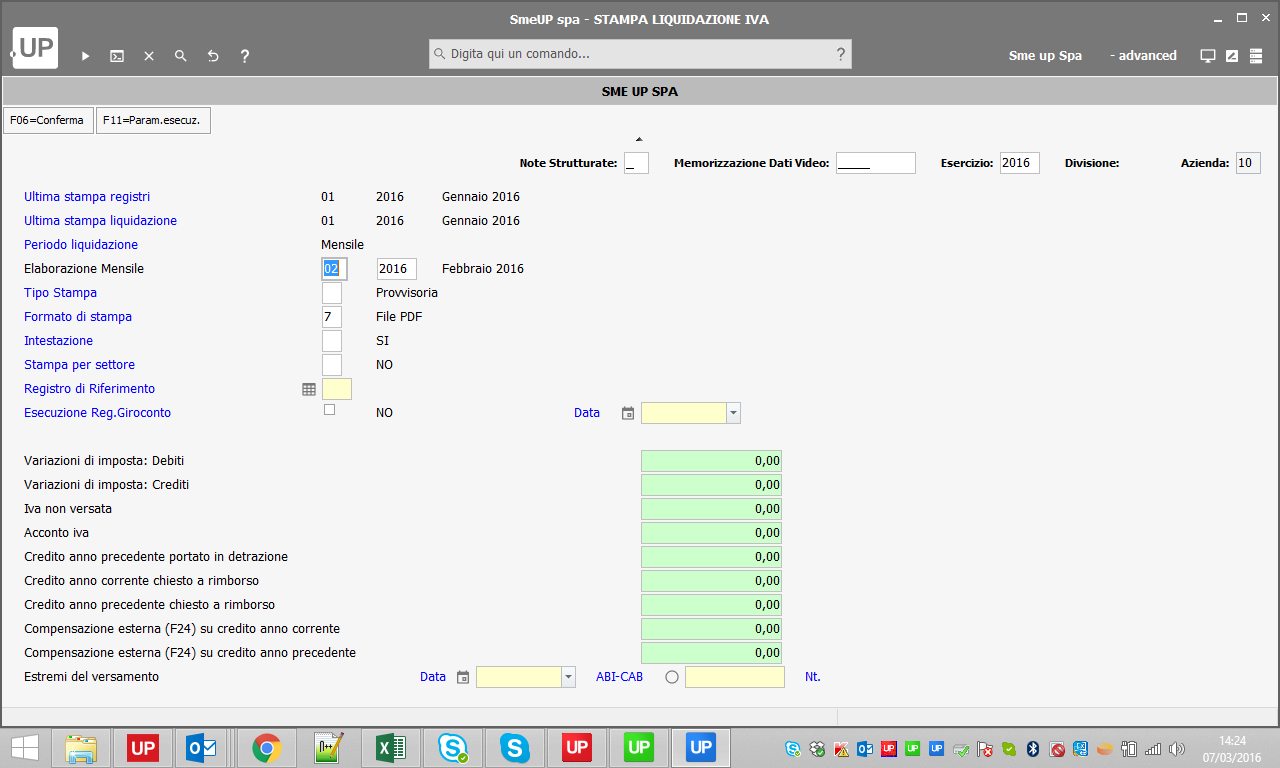 SmeUP spa - STAMPA LIQUIDAZIONE IVA
UP
?
Digita qui un comando...
?
Sme up Spa - advanced
SME UP SPA
F06=Conferma F11=Param.esecuz.
Note Strutturate: _ Memorizzazione Dati Video: _____ Esercizio: 2016 Divisione: Azienda: 10
Ultima stampa registri 01 2016 Gennaio 2016
Ultima stampa liquidazione 01 2016 Gennaio 2016
Periodo liquidazione Mensile
Elaborazione Mensile 02 2016 Febbraio 2016
Tipo Stampa Provvisoria
Formato di stampa 7 File PDF
Intestazione SI
Stampa per settore NO
Registro di Riferimento
Esecuzione Reg.Giroconto NO Data
Variazioni di imposta: Debiti 0,00
Variazioni di imposta: Crediti 0,00
Iva non versata 0,00
Acconto iva 0,00
Credito anno precedente portato in detrazione 0,00
Credito anno corrente chiesto a rimborso 0,00
Credito anno precedente chiesto a rimborso 0,00
Compensazione esterna (F24) su credito anno corrente 0,00
Compensazione esterna (F24) su credito anno precedente 0,00
Estremi del versamento Data ABI-CAB Nt.
UP UP UP UP
UP UP UP
14:24
07/03/2016